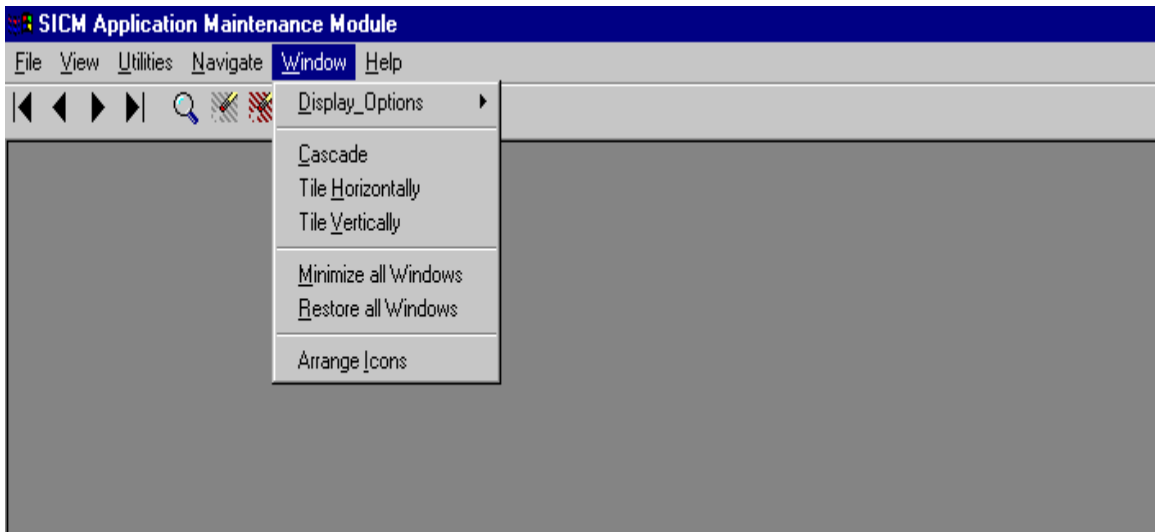 SICM Application Maintenance Module
File View Utilities Navigate Window Help
Display_Options
Cascade
Tile Horizontally
Tile Vertically
Minimize all Windows
Restore all Windows
Arrange Icons